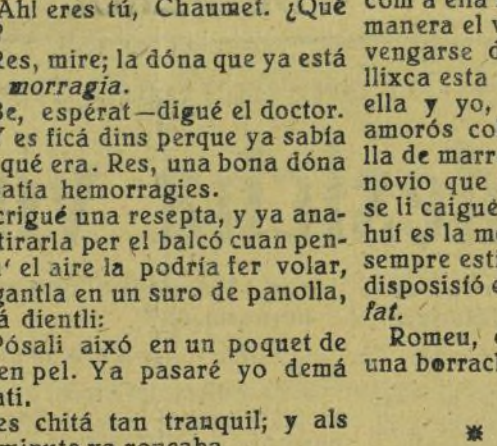 Ah! eres tú, Chaumet. ¿Qué
?
Res, mire; la dóna que ya está
morragia.
Be, espérat—digué el doctor.
Y es ficá dins perque ya sabía
qué era. Res, una bona dóna
atía hemorragies.
crigué una resepta, y ya ana-
tirarla per el balcó cuan pen-
' el aire la podría fer volar,
gantla en un suro de panolla,
á dientli:
Pósali aixó en un poquet de
en pel. Ya pasaré yo demá
ati.
es chitá tan tranquil; y als
minuts ya roncaba
com a ella
manera el v
vengarse d
llixca esta
ella y yo,
amorós co
lla de marr
novio que
se li caigué
huí es la m
sempre esti
disposisió e
fat.
Romeu, e
una borrach
*